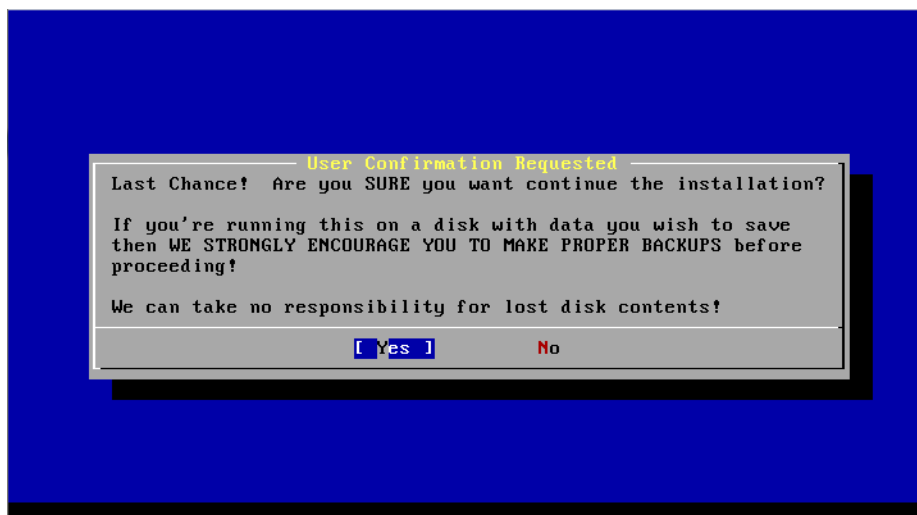 User Confirmation Requested
Last Chance!  Are you SURE you want continue the installation?
If you're running this on a disk with data you wish to save
then WE STRONGLY ENCOURAGE YOU TO MAKE PROPER BACKUPS before
proceeding!
We can take no responsibility for lost disk contents!
[ Yes ]        No